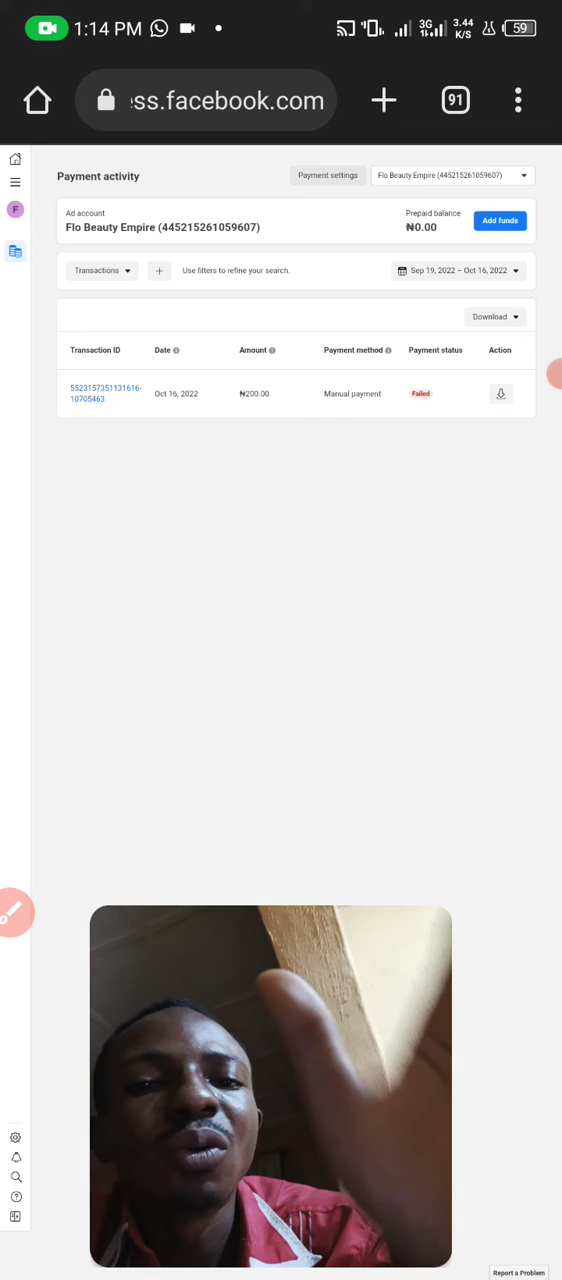 1:14 PM
3G 3.44 K/S 59
ess.facebook.com
91
Payment activity
Payment settings
Flo Beauty Empire (445215261059607)
F
Ad account
Flo Beauty Empire (445215261059607)
Prepaid balance
₦0.00
Add funds
Transactions
Use filters to refine your search.
Sep 19, 2022 – Oct 16, 2022
Download
Transaction ID Date Amount Payment method Payment status Action
5523157351131616-
10705463
Oct 16, 2022 ₦200.00 Manual payment Failed
Report a Problem